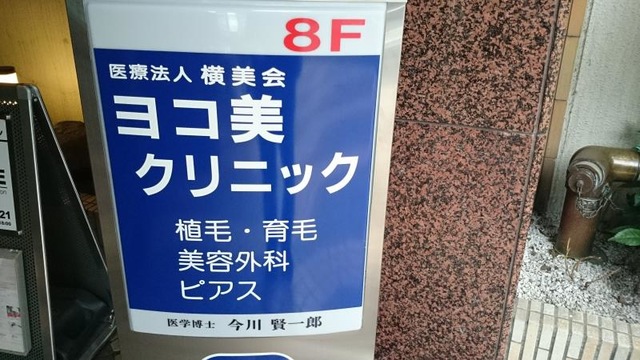 8F
医療法人 横美会
ヨコ美
クリニック
植毛・育毛
美容外科
ピアス
医学博士 今川 賢一郎
21